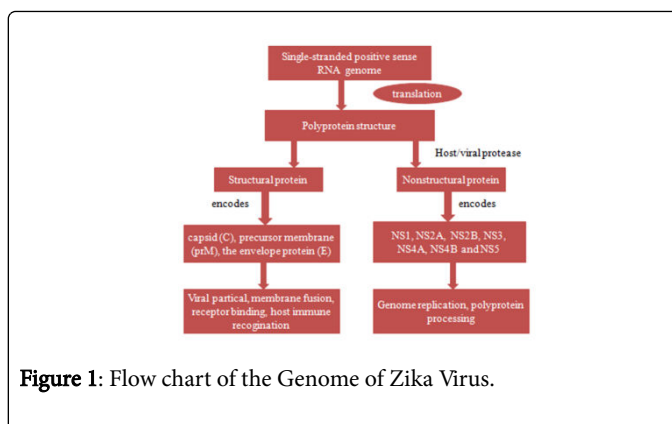 Single-stranded positive sense
RNA genome
translation
Polyprotein structure
Host/viral protease
Structural protein
Nonstructural protein
encodes
encodes
capsid (C), precursor membrane
(prM), the envelope protein (E)
NS1, NS2A, NS2B, NS3,
NS4A, NS4B and NS5
Viral partical, membrane fusion,
receptor binding, host immune
recogination
Genome replication, polyprotein
processing
Figure 1: Flow chart of the Genome of Zika Virus.